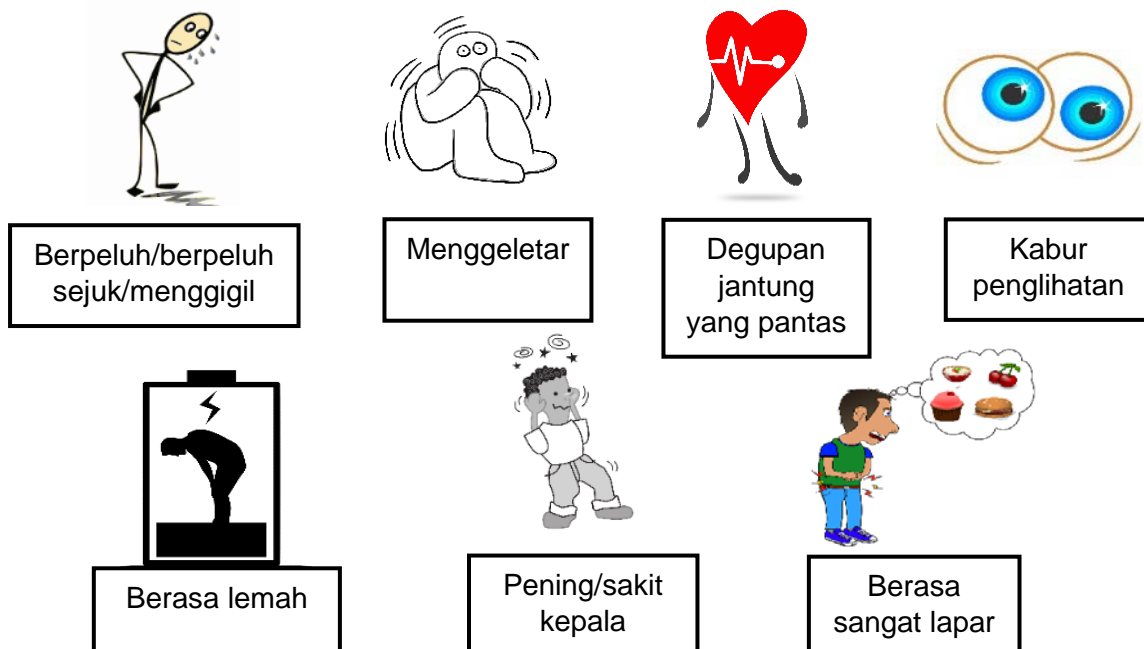 Berpeluh/berpeluh
sejuk/menggigil
Menggeletar
Degupan
jantung
yang pantas
Kabur
penglihatan
Berasa lemah
Pening/sakit
kepala
Berasa
sangat lapar